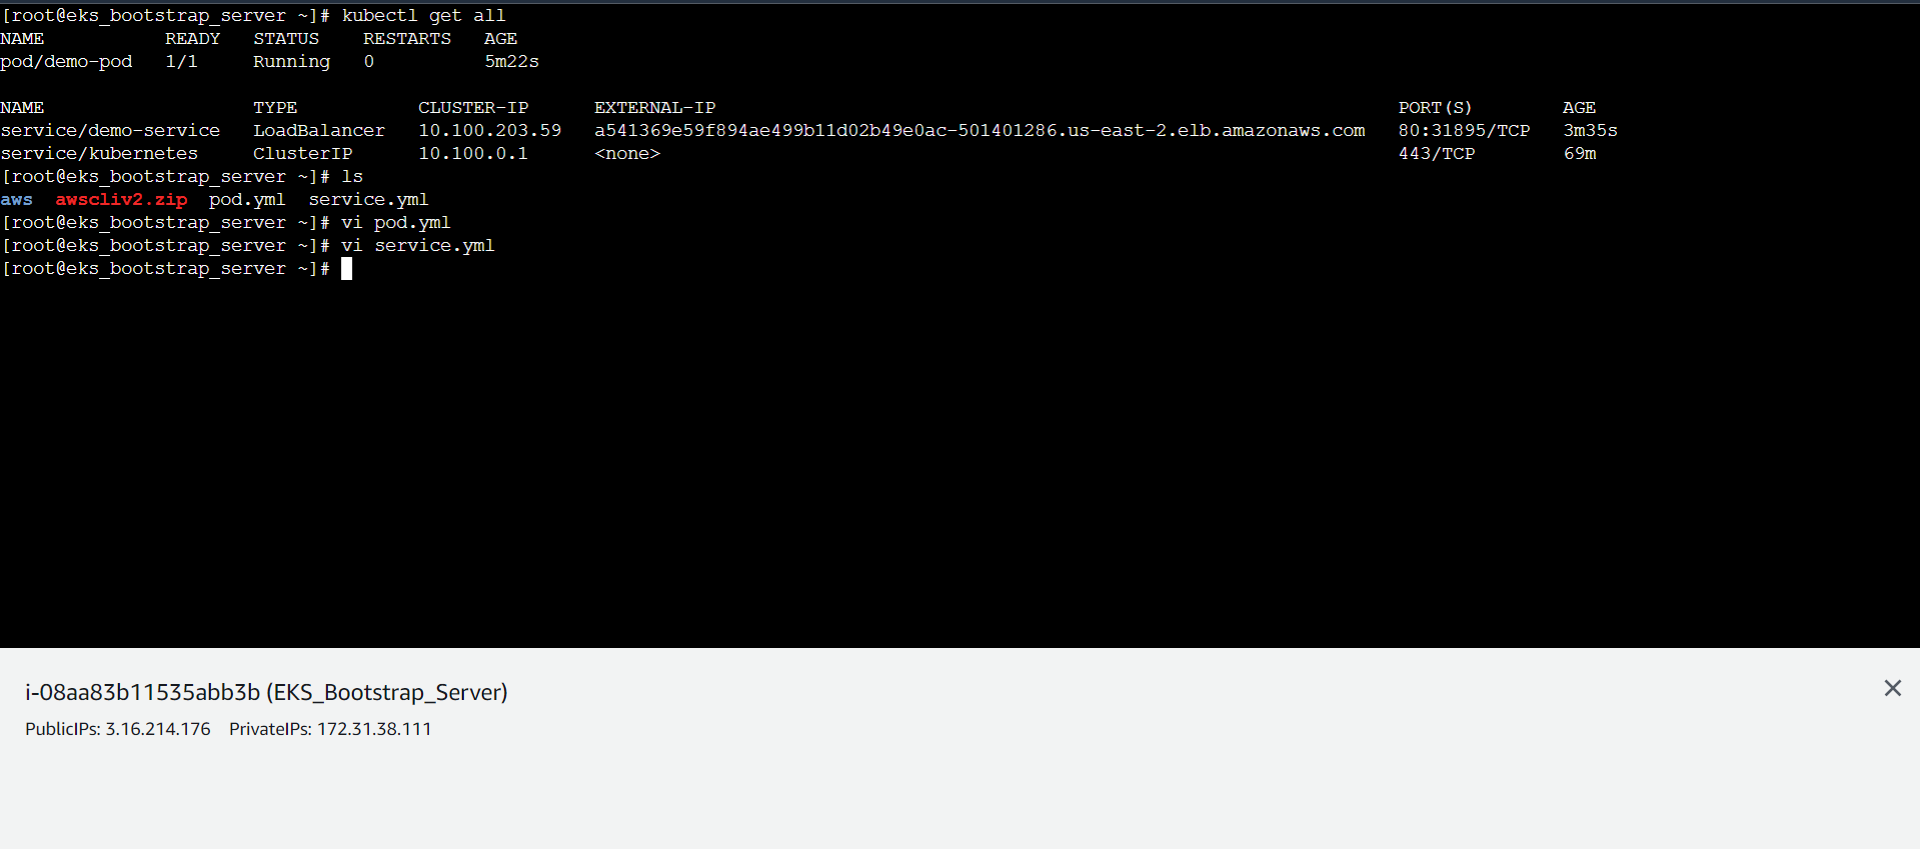 [root@eks_bootstrap_server ~]# kubectl get all
NAME           READY   STATUS    RESTARTS   AGE
pod/demo-pod   1/1     Running   0          5m22s

NAME                   TYPE           CLUSTER-IP      EXTERNAL-IP                                                              PORT(S)        AGE
service/demo-service   LoadBalancer   10.100.203.59   a541369e59f894ae499b11d02b49e0ac-501401286.us-east-2.elb.amazonaws.com   80:31895/TCP   3m35s
service/kubernetes     ClusterIP      10.100.0.1      <none>                                                                   443/TCP        69m
[root@eks_bootstrap_server ~]# ls
aws  awscliv2.zip  pod.yml  service.yml
[root@eks_bootstrap_server ~]# vi pod.yml
[root@eks_bootstrap_server ~]# vi service.yml
[root@eks_bootstrap_server ~]#
i-08aa83b11535abb3b (EKS_Bootstrap_Server)
PublicIPs: 3.16.214.176    PrivateIPs: 172.31.38.111